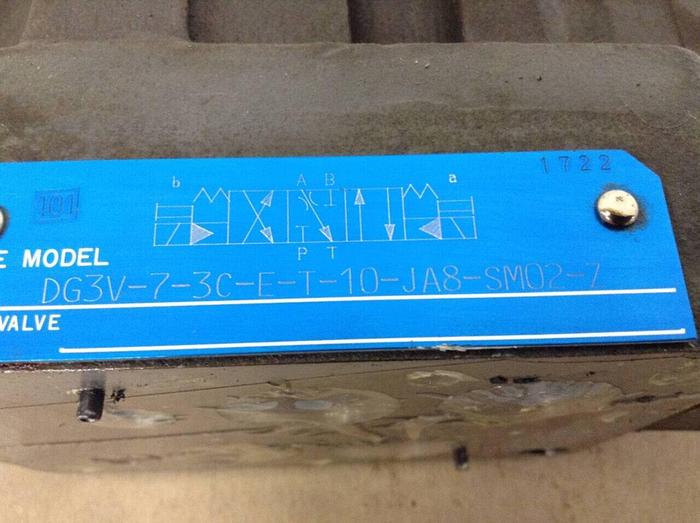 1722
101
b A B a
P T
E MODEL
DG3V-7-3C-E-T-10-JA8-SM02-7
VALVE